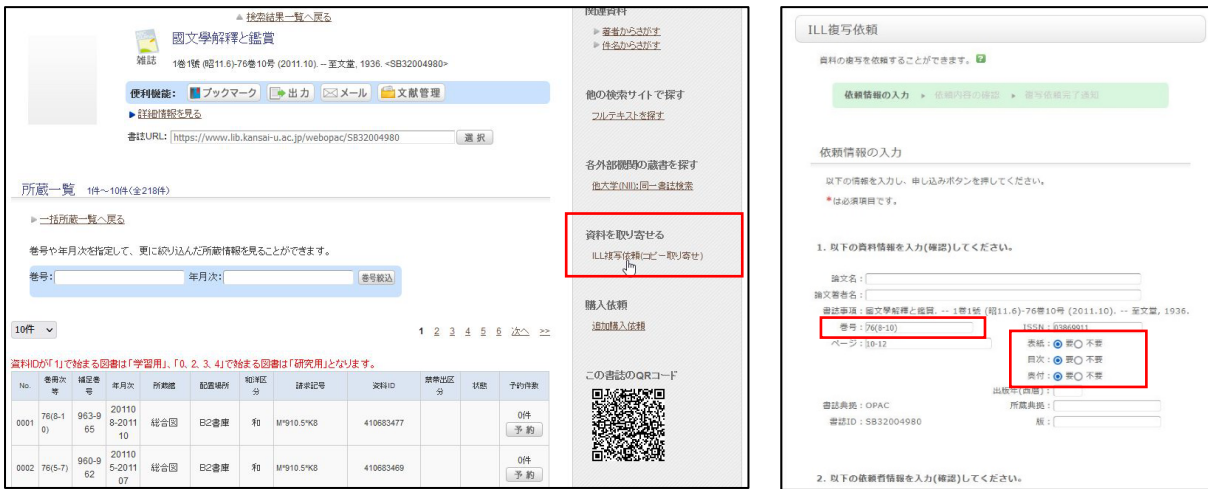 ▲ 検索結果一覧へ戻る
雑誌
國文學解釋と鑑賞
1巻1號 (昭11.6)-76巻10号 (2011.10). -- 至文堂, 1936. <SB32004980>
便利機能: ブックマーク 出力 メール 文献管理
▶詳細情報を見る
書誌URL: https://www.lib.kansai-u.ac.jp/webopac/SB32004980 選択
所蔵一覧 1件～10件(全218件)
▶ 一括所蔵一覧へ戻る
巻号や年月次を指定して、更に絞り込んだ所蔵情報を見ることができます。
巻号: 年月次: 巻号絞込
10件
1 2 3 4 5 6 次へ >>
資料IDが「1」で始まる図書は「学習用」、「0、2、3、4」で始まる図書は「研究用」となります。
No. 巻冊次等 補足巻号 年月次 所蔵館 配置場所 和洋区分 請求記号 資料ID 禁帯出区分 状態 予約件数
0001 76(8-10) 963-965 201108-201110 総合図 B2書庫 和 M*910.5*K8 410683477 0件 予約
0002 76(5-7) 960-962 201105-201107 総合図 B2書庫 和 M*910.5*K8 410683469 0件 予約
関連資料
▶ 著者からさがす
▶ 件名からさがす
他の検索サイトで探す
フルテキストを探す
各外部機関の蔵書を探す
他大学(NII):同一書誌検索
資料を取り寄せる
ILL複写依頼(コピー取り寄せ)
購入依頼
追加購入依頼
この書誌のQRコード
ILL複写依頼
資料の複写を依頼することができます。 ?
依頼情報の入力 ▶ 依頼内容の確認 ▶ 複写依頼完了通知
依頼情報の入力
以下の情報を入力し、申し込みボタンを押してください。
*は必須項目です。
1. 以下の資料情報を入力(確認)してください。
論文名:
論文著者名:
書誌事項: 國文學解釋と鑑賞. -- 1巻1號 (昭11.6)-76巻10号 (2011.10). -- 至文堂, 1936.
巻号: 76(8-10) ISSN: 03869911
ページ: 10-12 表紙: 要 不要
目次: 要 不要
奥付: 要 不要
出版年(西暦):
書誌典拠: OPAC 所蔵典拠:
書誌ID: SB32004980 版:
2. 以下の依頼者情報を入力(確認)してください。